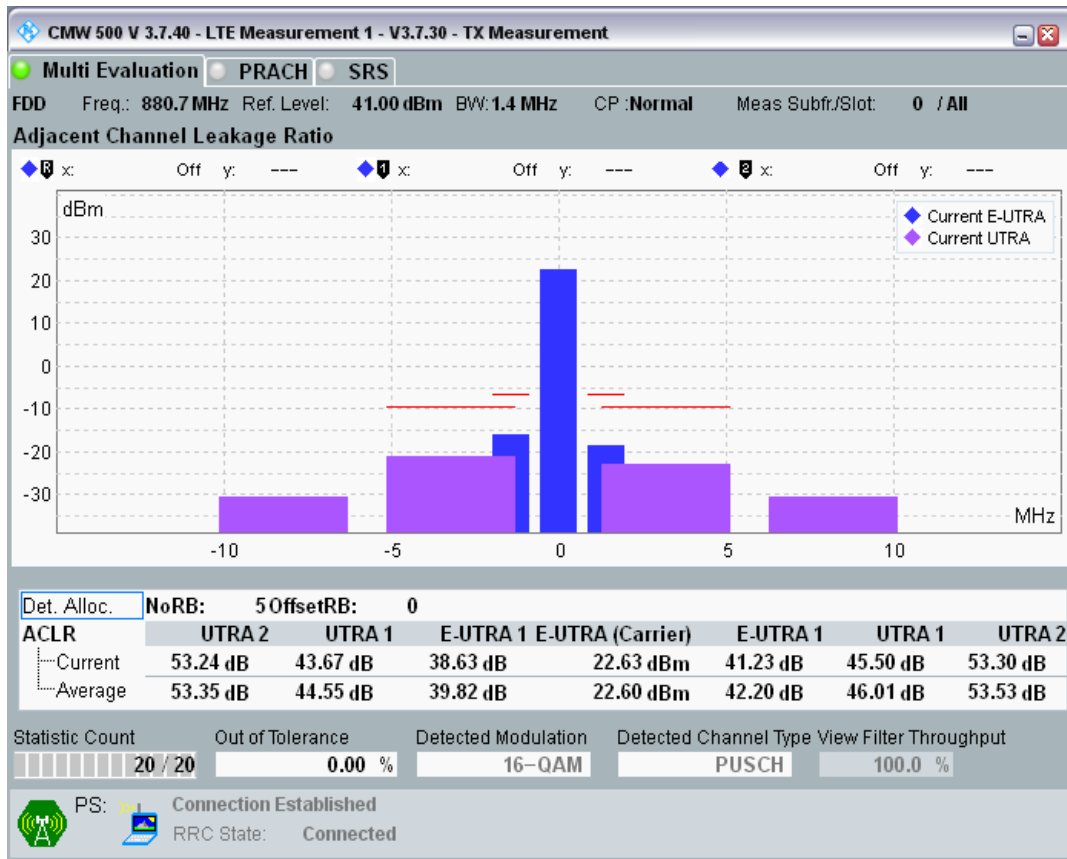 CMW 500 V 3.7.40 - LTE Measurement 1 - V3.7.30 - TX Measurement
Multi Evaluation PRACH SRS
FDD Freq.: 880.7 MHz Ref. Level: 41.00 dBm BW: 1.4 MHz CP :Normal Meas Subfr./Slot: 0 / All
Adjacent Channel Leakage Ratio
R x: Off y: --- 1 x: Off y: --- 2 x: Off y: ---
dBm
Current E-UTRA
Current UTRA
30
20
10
0
-10
-20
-30
MHz
-10 -5 0 5 10
Det. Alloc. NoRB: 5 OffsetRB: 0
ACLR UTRA 2 UTRA 1 E-UTRA 1 E-UTRA (Carrier) E-UTRA 1 UTRA 1 UTRA 2
Current 53.24 dB 43.67 dB 38.63 dB 22.63 dBm 41.23 dB 45.50 dB 53.30 dB
Average 53.35 dB 44.55 dB 39.82 dB 22.60 dBm 42.20 dB 46.01 dB 53.53 dB
Statistic Count Out of Tolerance Detected Modulation Detected Channel Type View Filter Throughput
20 / 20 0.00 % 16-QAM PUSCH 100.0 %
PS: Connection Established
RRC State: Connected